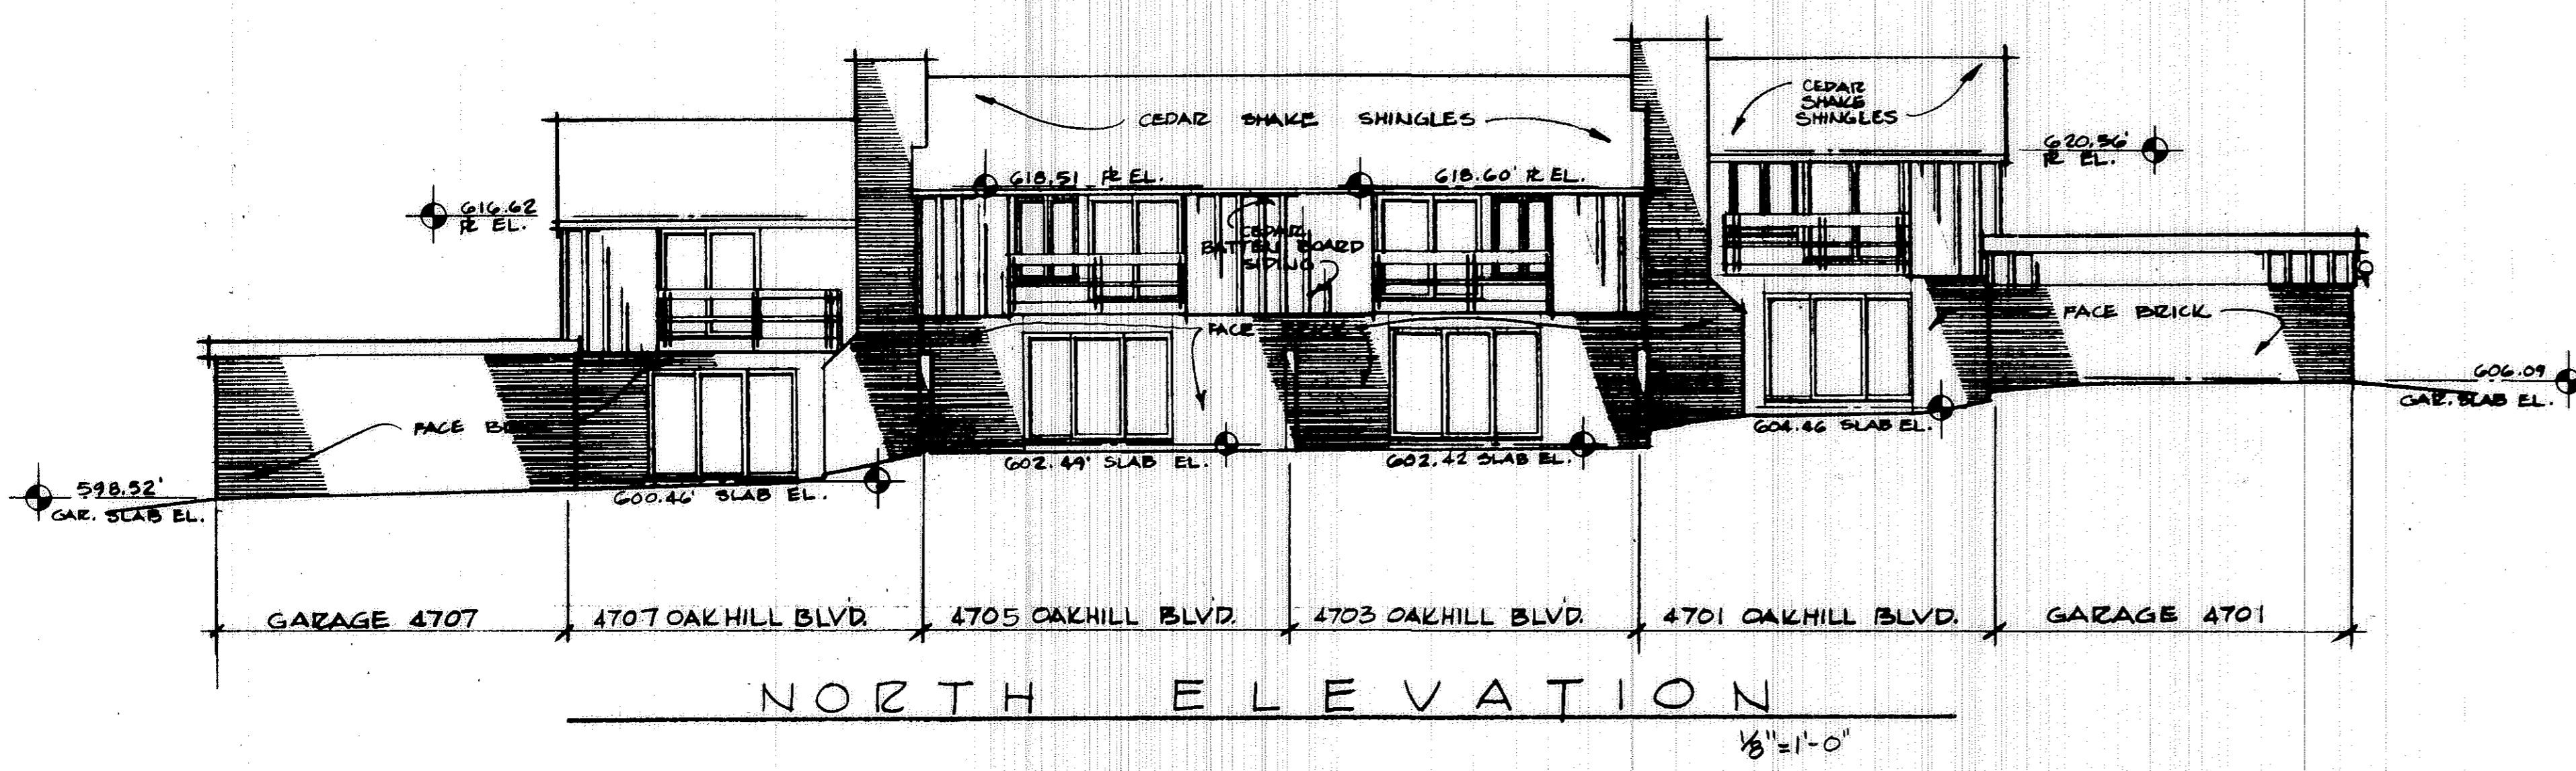 CEDAR SHAKE SHINGLES
CEDAR
SHAKE
SHINGLES
620.56'
℄ EL.
618.51 ℄ EL.
618.60' ℄ EL.
616.62
℄ EL.
CEDAR
BATTEN BOARD
SIDING
FACE BRICK
FACE BRICK
606.09
GAR. SLAB EL.
FACE BRICK
604.46 SLAB EL.
602.49' SLAB EL.
602.42 SLAB EL.
598.52'
GAR. SLAB EL.
600.46' SLAB EL.
GARAGE 4707
4707 OAKHILL BLVD.
4705 OAKHILL BLVD.
4703 OAKHILL BLVD.
4701 OAKHILL BLVD.
GARAGE 4701
NORTH ELEVATION
1/8"=1'-0"